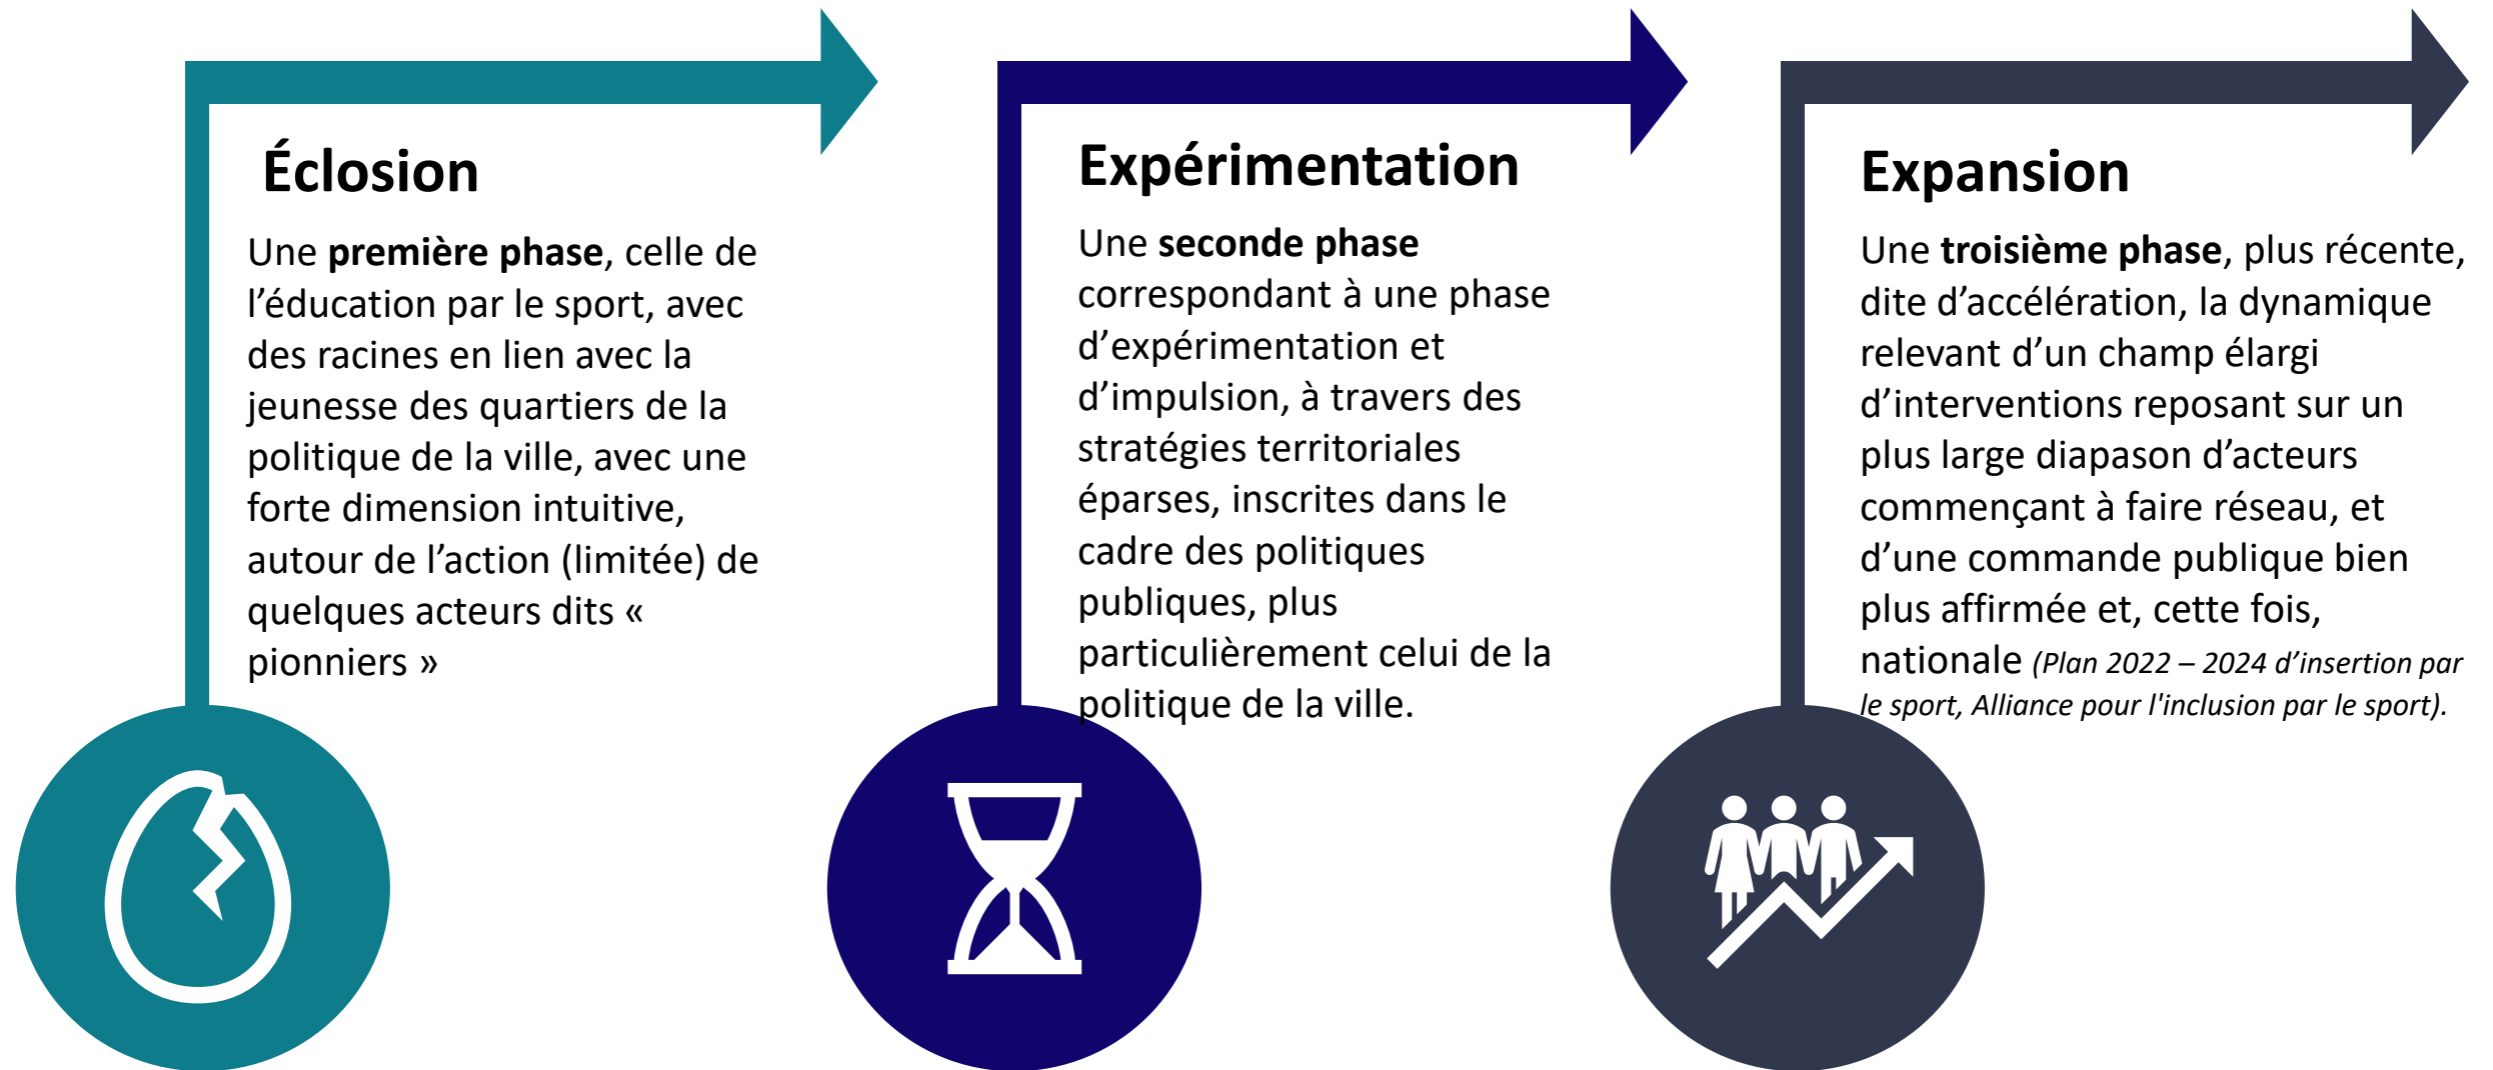 Éclosion
Une première phase, celle de
l’éducation par le sport, avec
des racines en lien avec la
jeunesse des quartiers de la
politique de la ville, avec une
forte dimension intuitive,
autour de l’action (limitée) de
quelques acteurs dits «
pionniers »
Expérimentation
Une seconde phase
correspondant à une phase
d’expérimentation et
d’impulsion, à travers des
stratégies territoriales
éparses, inscrites dans le
cadre des politiques
publiques, plus
particulièrement celui de la
politique de la ville.
Expansion
Une troisième phase, plus récente,
dite d’accélération, la dynamique
relevant d’un champ élargi
d’interventions reposant sur un
plus large diapason d’acteurs
commençant à faire réseau, et
d’une commande publique bien
plus affirmée et, cette fois,
nationale (Plan 2022 – 2024 d’insertion par
le sport, Alliance pour l'inclusion par le sport).